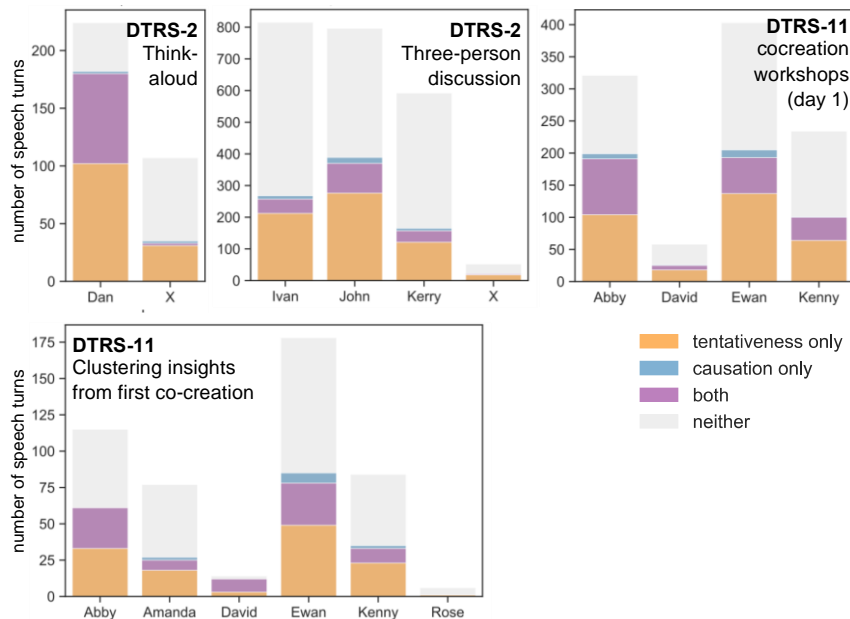 DTRS-2
Think-
aloud
number of speech turns
200
150
100
50
0
Dan
X
DTRS-2
Three-person
discussion
800
700
600
500
400
300
200
100
0
Ivan
John
Kerry
X
DTRS-11
cocreation
workshops
(day 1)
400
350
300
250
200
150
100
50
0
Abby
David
Ewan
Kenny
DTRS-11
Clustering insights
from first co-creation
number of speech turns
175
150
125
100
75
50
25
0
Abby
Amanda
David
Ewan
Kenny
Rose
tentativeness only
causation only
both
neither